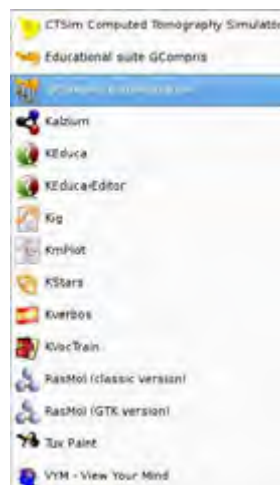 CTSim Computed Tomography Simulator
Educational suite GCompris
Kalzium
KEduca
KEduca-Editor
Kig
KmPlot
KStars
Kverbos
KVocTrain
RasMol (classic version)
RasMol (GTK version)
Tux Paint
VYM - View Your Mind